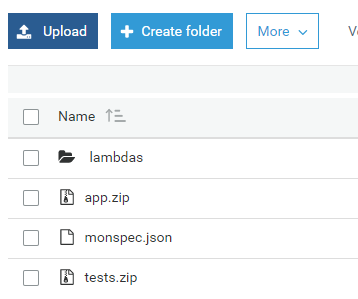 Upload Create folder More
Name
lambdas
app.zip
monspec.json
tests.zip